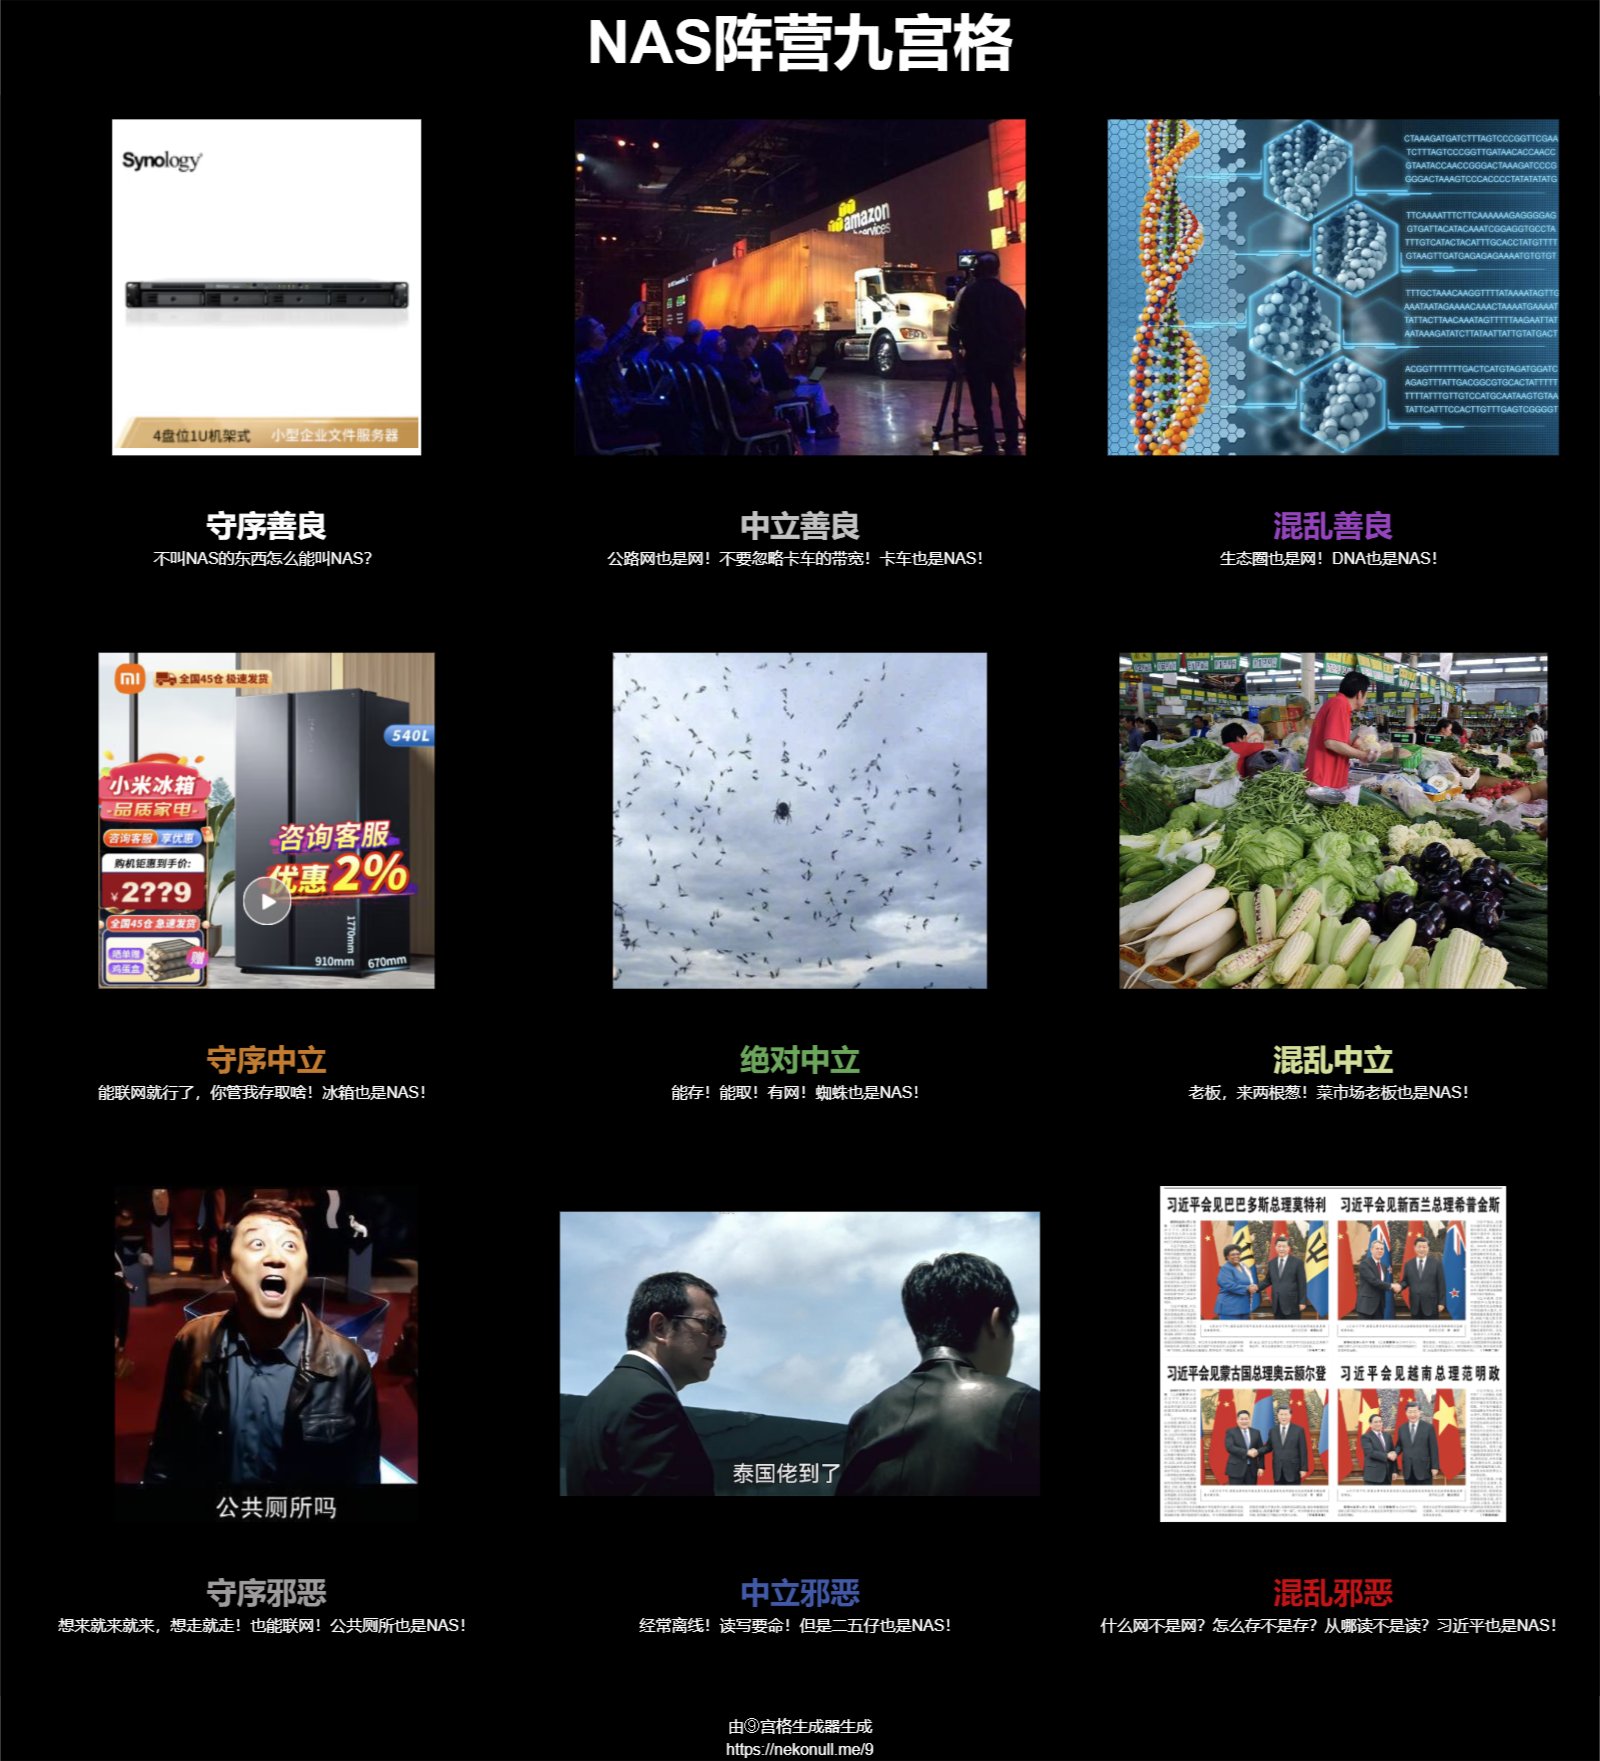 NAS阵营九宫格
Synology
4盘位1U机架式 小型企业文件服务器
amazon
CTAAAGATGATCTTTAGTCCCGGTTCGAA
TCTTTAGTCCCGGTTGATAACACCAACC
GTAATACCAACCGGGACTAAAGATCCCG
GGGACTAAAGTCCCACCCCTATATATATG
TTCAAAATTTCTTCAAAAAAGAGGGGAG
GTGATTACATACAAATCGGAGGTGCCTA
TTTGTCATACTACATTTGCACCTATGTTTT
GTAAGTTGATGAGAGAGAAAATGTGTGT
TTTGCTAAACAAGGTTTTATAAAATAGTTG
AAATAATAGAAAACAAACTAAAATGAAAAT
TATTACTTAACAAATAGTTTTTAAGAATTAT
AATAAAGATATCTTATAATTATTGTATGACT
ACGGTTTTTTTGACTCATGTAGATGGATC
AGAGTTTATTGACGGCGTGCACTATTTTT
TTTTATTTGTTGTCCATGCAATAAGTGTAA
TATTCATTTCCACTTGTTTGAGTCGGGGT
守序善良
不叫NAS的东西怎么能叫NAS？
中立善良
公路网也是网！不要忽略卡车的带宽！卡车也是NAS！
混乱善良
生态圈也是网！DNA也是NAS！
mi
全国45仓 极速发货
540L
小米冰箱
品质家电
咨询客服 享优惠
购机钜惠到手价:
¥2??9
全国45仓 急速发货
晒单赠
鸡蛋盒
赠
咨询客服
优惠2%
1770mm
910mm
670mm
守序中立
能联网就行了，你管我存取啥！冰箱也是NAS！
绝对中立
能存！能取！有网！蜘蛛也是NAS！
混乱中立
老板，来两根葱！菜市场老板也是NAS！
公共厕所吗
泰国佬到了
习近平会见巴巴多斯总理莫特利
习近平会见新西兰总理希普金斯
习近平会见蒙古国总理奥云额尔登
习近平会见越南总理范明政
守序邪恶
想来就来就来，想走就走！也能联网！公共厕所也是NAS！
中立邪恶
经常离线！读写要命！但是二五仔也是NAS！
混乱邪恶
什么网不是网？怎么存不是存？从哪读不是读？习近平也是NAS！
由⑨宫格生成器生成
https://nekonull.me/9